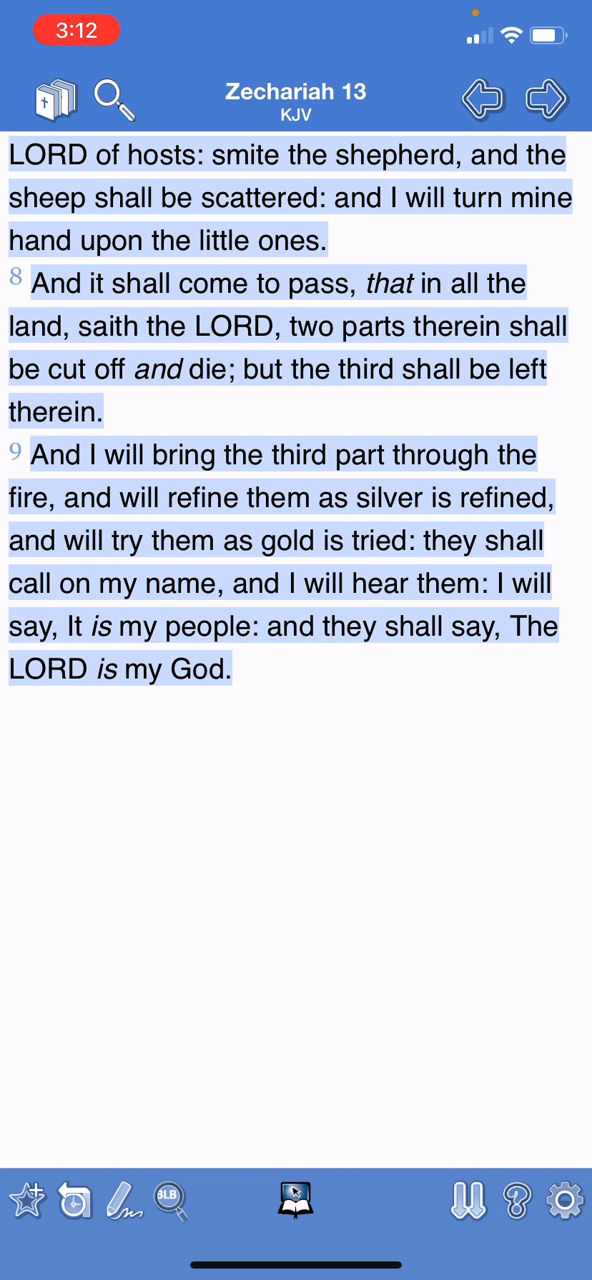 3:12
Zechariah 13
KJV
LORD of hosts: smite the shepherd, and the
sheep shall be scattered: and I will turn mine
hand upon the little ones.
8 And it shall come to pass, that in all the
land, saith the LORD, two parts therein shall
be cut off and die; but the third shall be left
therein.
9 And I will bring the third part through the
fire, and will refine them as silver is refined,
and will try them as gold is tried: they shall
call on my name, and I will hear them: I will
say, It is my people: and they shall say, The
LORD is my God.
BLB